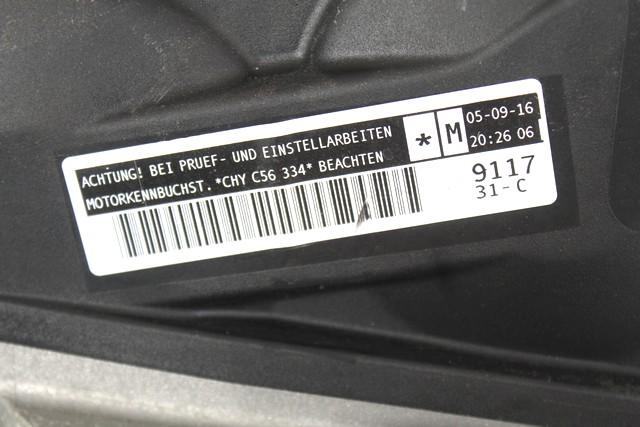 ACHTUNG! BEI PRUEF- UND EINSTELLARBEITEN
MOTORKENNBUCHST. *CHY C56 334* BEACHTEN
* M
05-09-16
20:26 06
9117
31-C